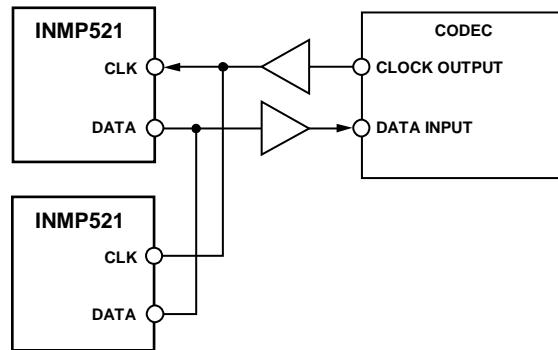 INMP521
CLK
DATA
CODEC
CLOCK OUTPUT
DATA INPUT
INMP521
CLK
DATA